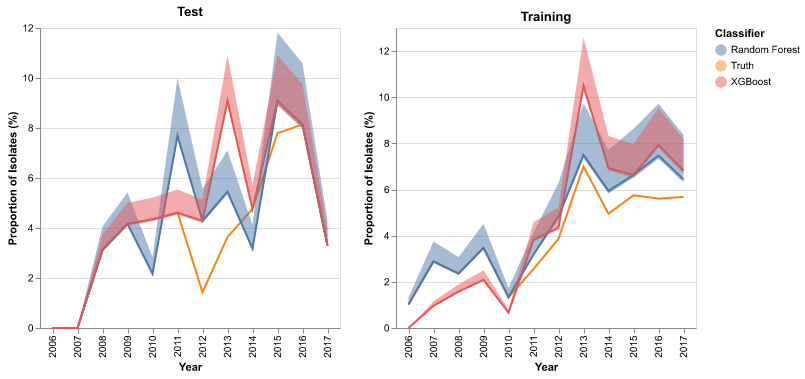 Test
12
10
8
6
4
2
0
Proportion of Isolates (%)
2006 2007 2008 2009 2010 2011 2012 2013 2014 2015 2016 2017
Year
Training
12
10
8
6
4
2
0
Proportion of Isolates (%)
2006 2007 2008 2009 2010 2011 2012 2013 2014 2015 2016 2017
Year
Classifier
Random Forest
Truth
XGBoost